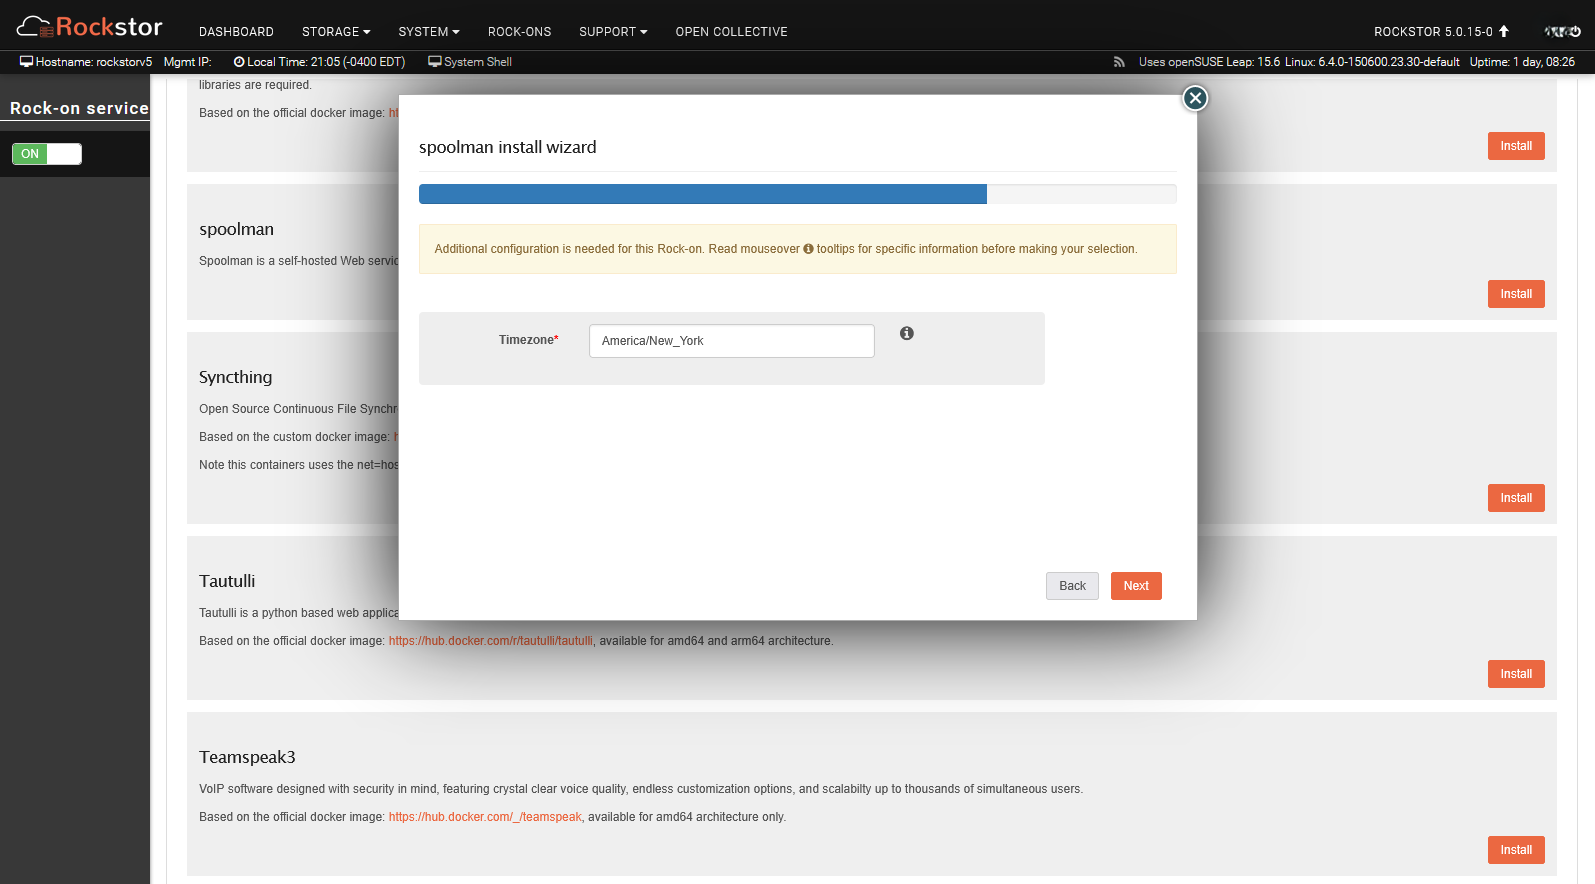 Rockstor
DASHBOARD STORAGE SYSTEM ROCK-ONS SUPPORT OPEN COLLECTIVE ROCKSTOR 5.0.15-0
Hostname: rockstorv5 Mgmt IP: Local Time: 21:05 (-0400 EDT) System Shell Uses openSUSE Leap: 15.6 Linux: 6.4.0-150600.23.30-default Uptime: 1 day, 08:26
Rock-on service
ON
libraries are required.
Based on the official docker image:
Install
spoolman
Spoolman is a self-hosted Web servic
Install
Syncthing
Open Source Continuous File Synchr
Based on the custom docker image:
Note this containers uses the net=hos
Install
Tautulli
Tautulli is a python based web applica
Based on the official docker image: https://hub.docker.com/r/tautulli/tautulli, available for amd64 and arm64 architecture.
Install
Teamspeak3
VoIP software designed with security in mind, featuring crystal clear voice quality, endless customization options, and scalabilty up to thousands of simultaneous users.
Based on the official docker image: https://hub.docker.com/_/teamspeak, available for amd64 architecture only.
Install
spoolman install wizard
Additional configuration is needed for this Rock-on. Read mouseover tooltips for specific information before making your selection.
Timezone* America/New_York
Back Next